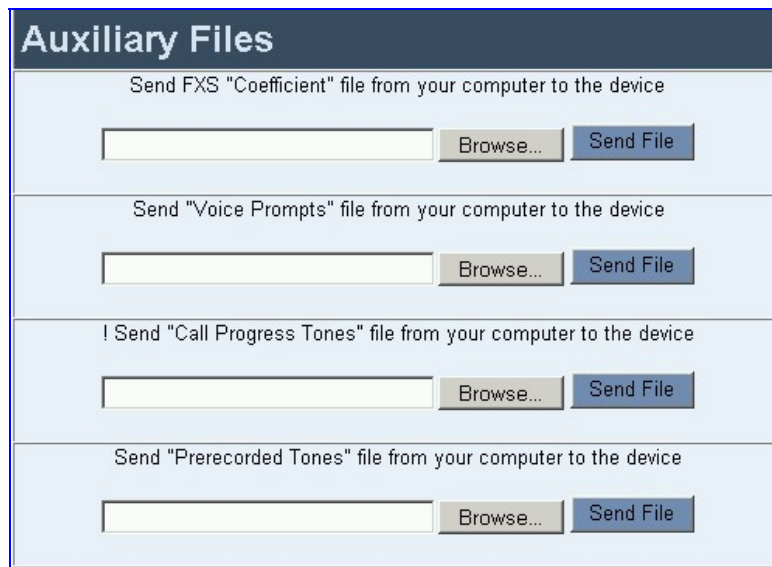 Auxiliary Files
Send FXS "Coefficient" file from your computer to the device
Browse... Send File
Send "Voice Prompts" file from your computer to the device
Browse... Send File
! Send "Call Progress Tones" file from your computer to the device
Browse... Send File
Send "Prerecorded Tones" file from your computer to the device
Browse... Send File